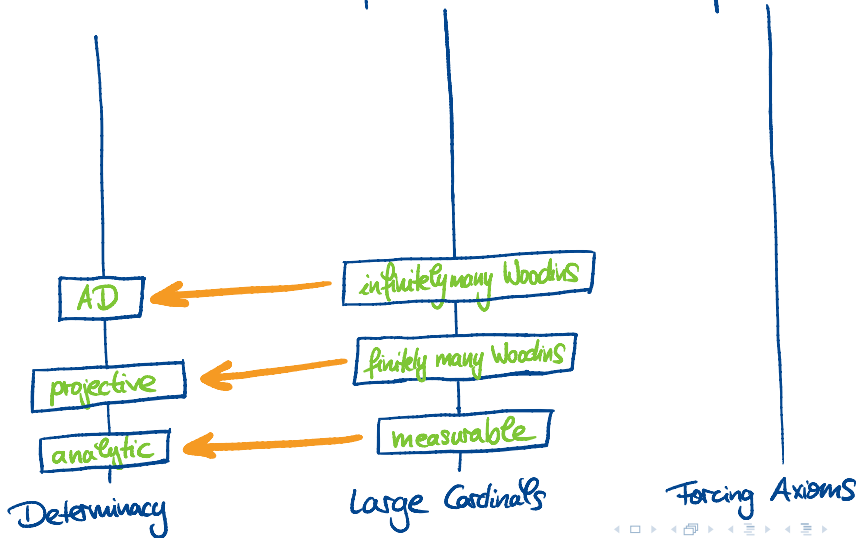 AD
infinitely many Woodins
projective
finitely many Woodins
analytic
measurable
Determinacy
Large Cardinals
Forcing Axioms